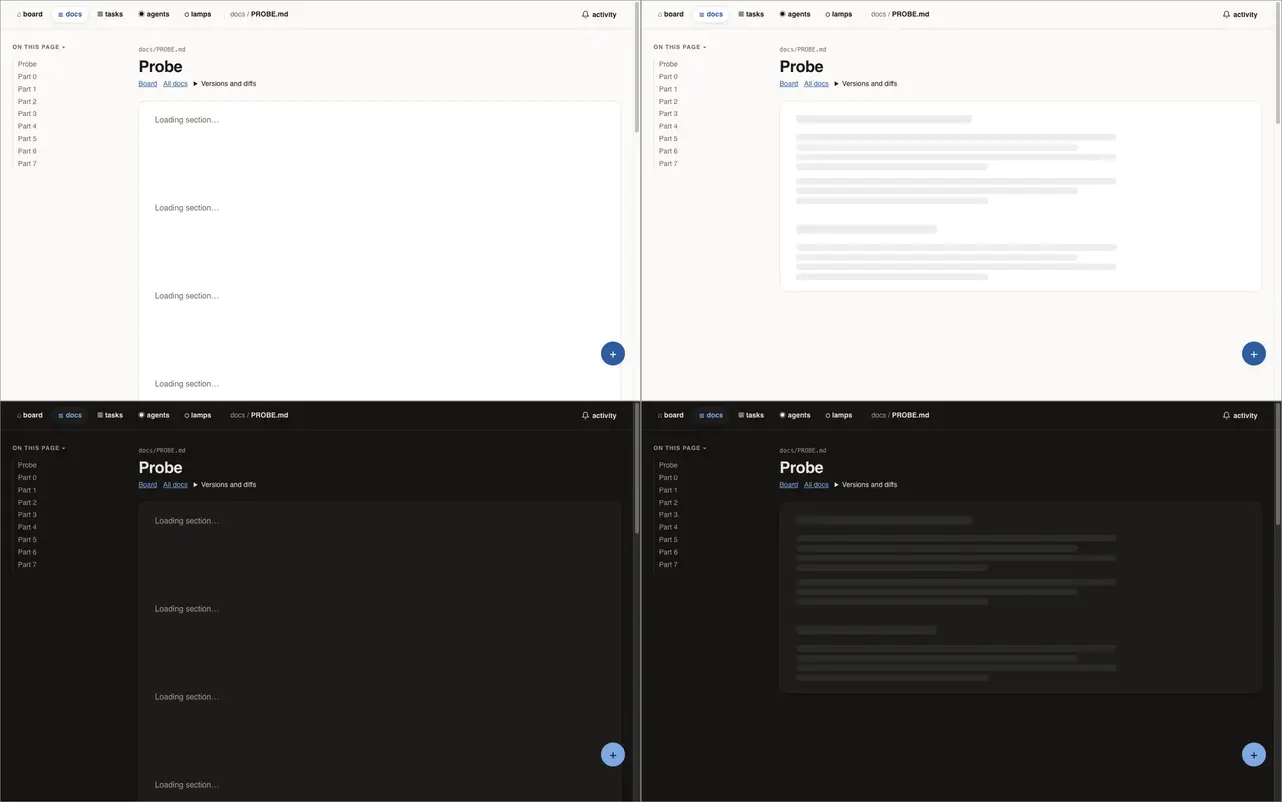 ⌂ board ≡ docs ⊞ tasks ◉ agents ○ lamps docs / PROBE.md activity
ON THIS PAGE
Probe
Part 0
Part 1
Part 2
Part 3
Part 4
Part 5
Part 6
Part 7
docs/PROBE.md
Probe
Board All docs ▶ Versions and diffs
Loading section…
Loading section…
Loading section…
Loading section…
+
⌂ board ≡ docs ⊞ tasks ◉ agents ○ lamps docs / PROBE.md activity
ON THIS PAGE
Probe
Part 0
Part 1
Part 2
Part 3
Part 4
Part 5
Part 6
Part 7
docs/PROBE.md
Probe
Board All docs ▶ Versions and diffs
+
⌂ board ≡ docs ⊞ tasks ◉ agents ○ lamps docs / PROBE.md activity
ON THIS PAGE
Probe
Part 0
Part 1
Part 2
Part 3
Part 4
Part 5
Part 6
Part 7
docs/PROBE.md
Probe
Board All docs ▶ Versions and diffs
Loading section…
Loading section…
Loading section…
Loading section…
+
⌂ board ≡ docs ⊞ tasks ◉ agents ○ lamps docs / PROBE.md activity
ON THIS PAGE
Probe
Part 0
Part 1
Part 2
Part 3
Part 4
Part 5
Part 6
Part 7
docs/PROBE.md
Probe
Board All docs ▶ Versions and diffs
+